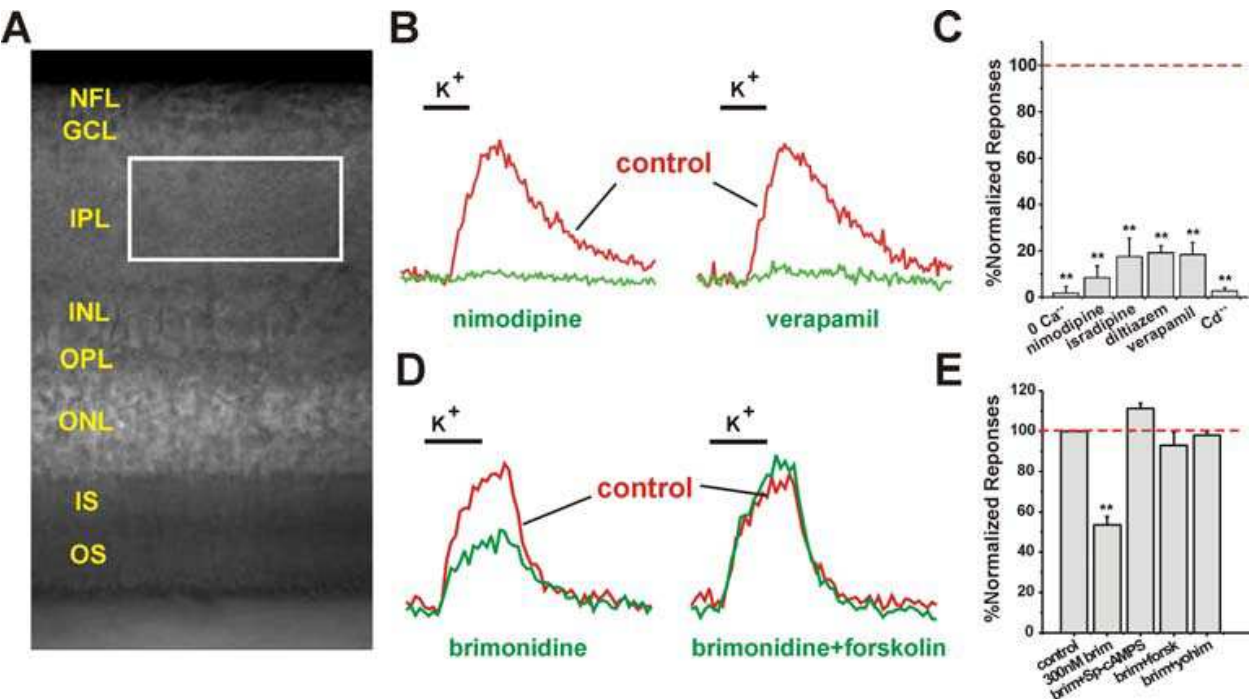 A
NFL
GCL
IPL
INL
OPL
ONL
IS
OS
B
K+
K+
control
nimodipine
verapamil
C
%Normalized Reponses
100
80
60
40
20
0
**
**
**
**
**
**
0 Ca++
nimodipine
isradipine
diltiazem
verapamil
Cd++
D
K+
K+
control
brimonidine
brimonidine+forskolin
E
%Normalized Reponses
120
100
80
60
40
20
0
**
control
300nM brim
brim+Sp-cAMPS
brim+forsk
brim+yohim